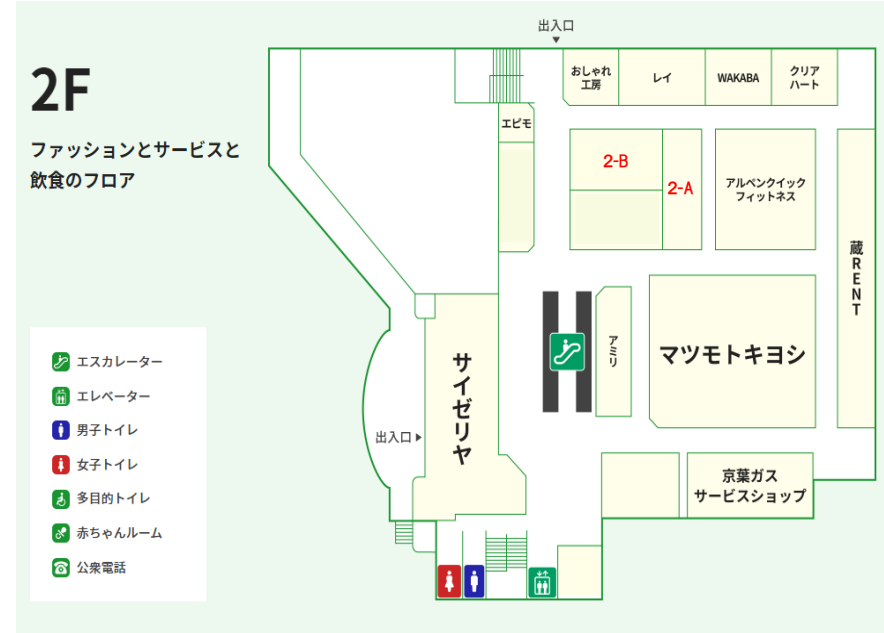 2F
ファッションとサービスと
飲食のフロア
出入口
おしゃれ
工房
レイ
WAKABA
クリア
ハート
エピモ
2-B
2-A
アルペンクイック
フィットネス
蔵RENT
アミリ
マツモトキヨシ
サイゼリヤ
出入口
京葉ガス
サービスショップ
エスカレーター
エレベーター
男子トイレ
女子トイレ
多目的トイレ
赤ちゃんルーム
公衆電話